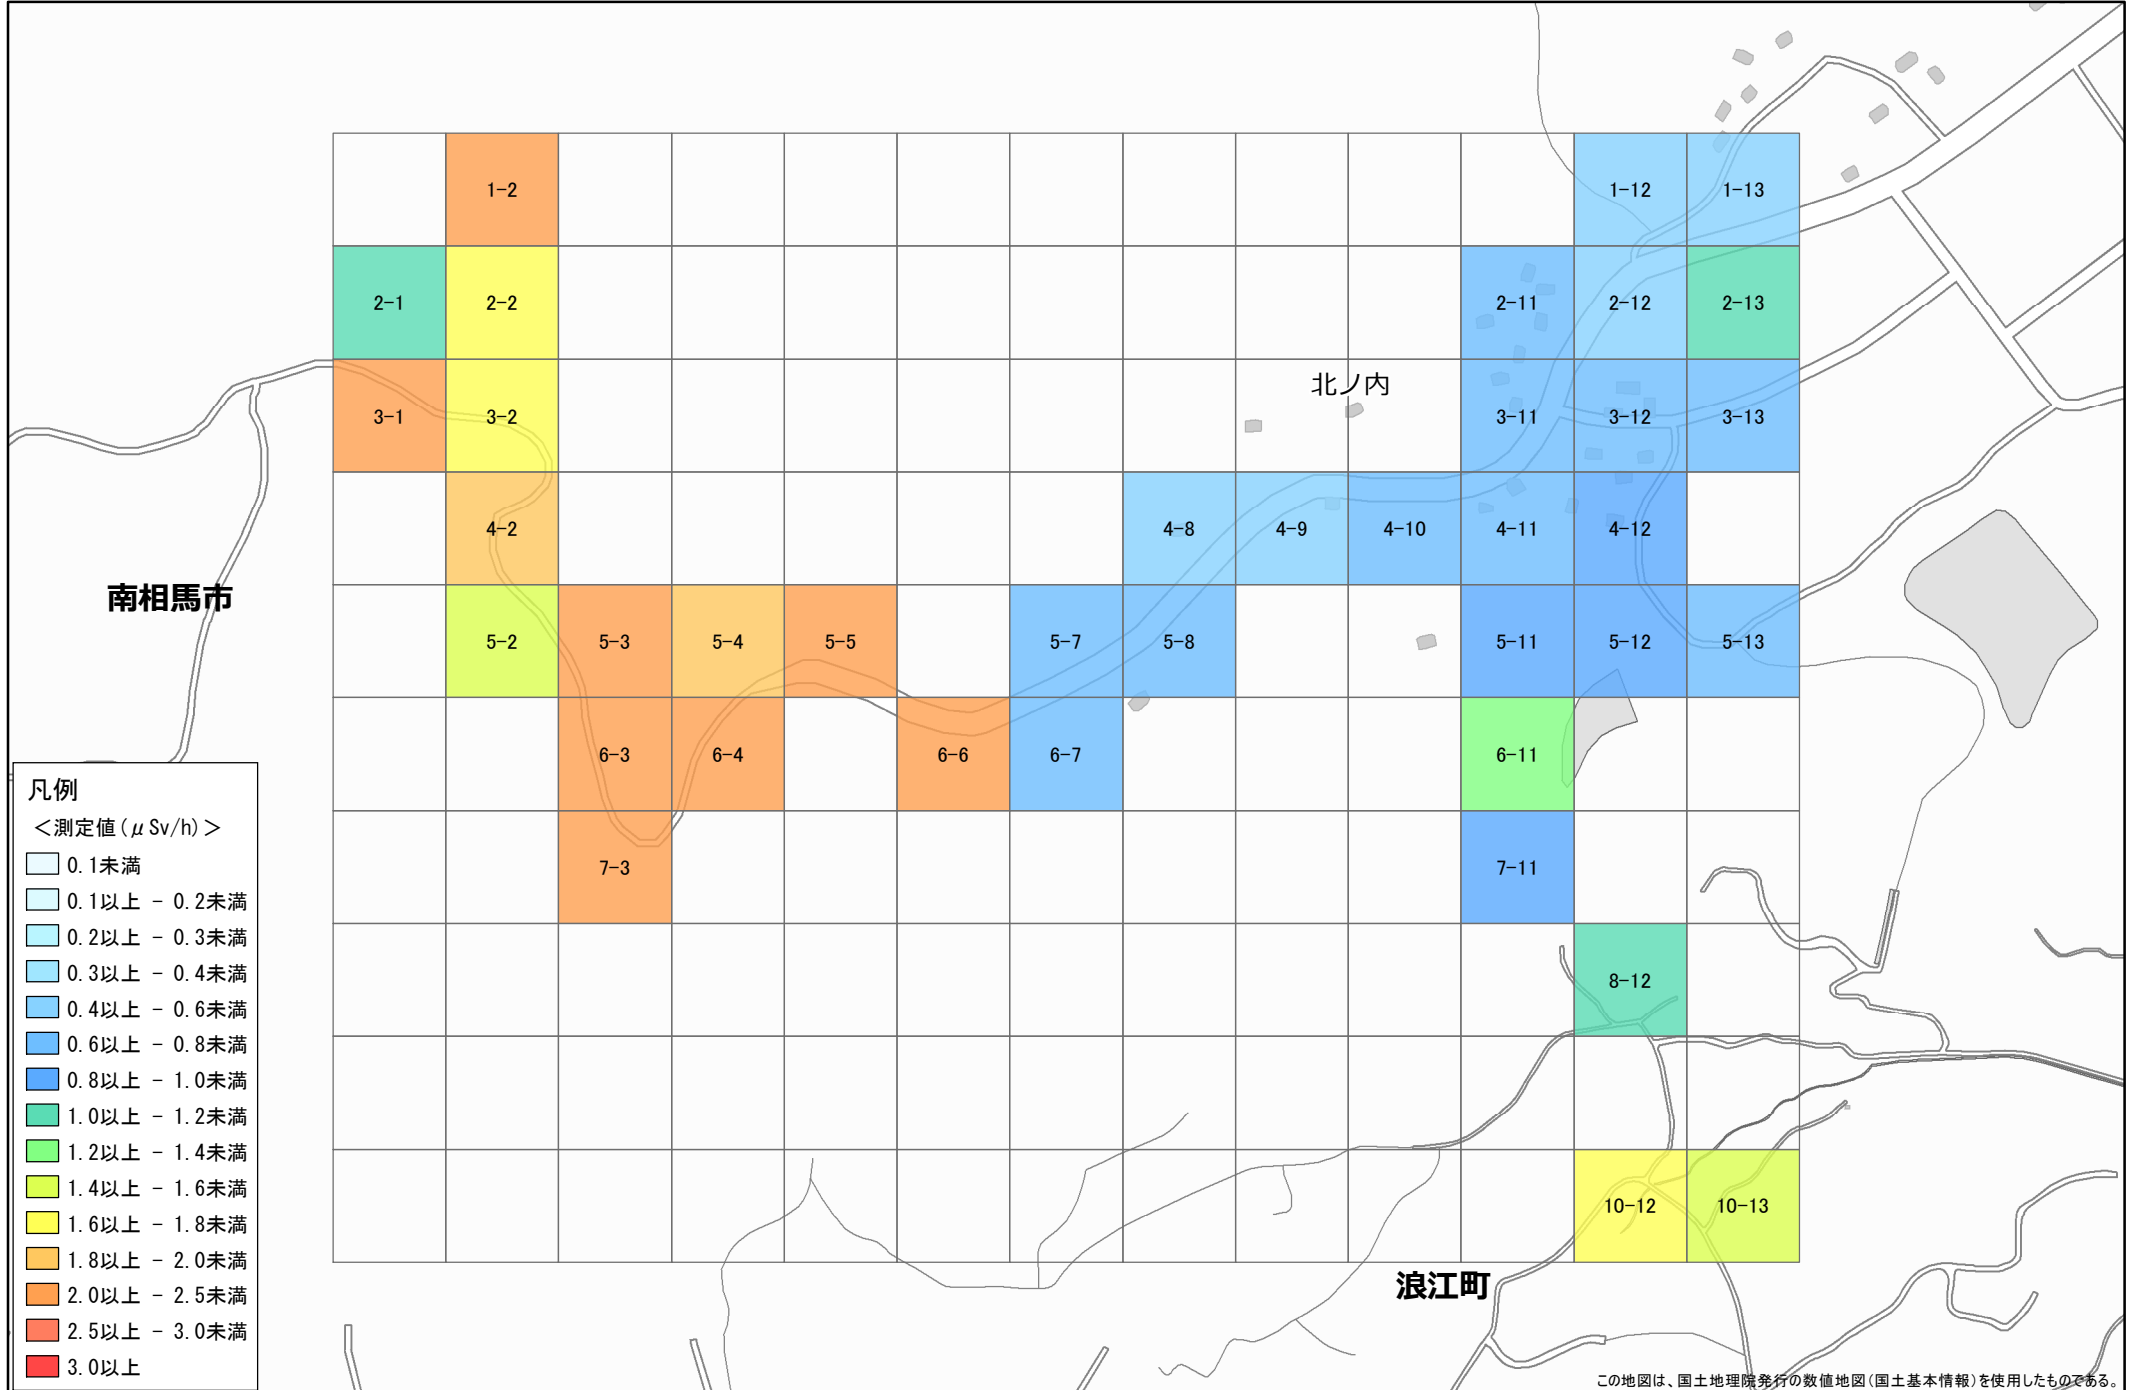 1-2
1-12
1-13
2-1
2-2
2-11
2-12
2-13
北ノ内
3-1
3-2
3-11
3-12
3-13
4-2
4-8
4-9
4-10
4-11
4-12
南相馬市
5-2
5-3
5-4
5-5
5-7
5-8
5-11
5-12
5-13
6-3
6-4
6-6
6-7
6-11
7-3
7-11
8-12
10-12
10-13
浪江町
凡例
＜測定値(μSv/h)＞
0.1未満
0.1以上 - 0.2未満
0.2以上 - 0.3未満
0.3以上 - 0.4未満
0.4以上 - 0.6未満
0.6以上 - 0.8未満
0.8以上 - 1.0未満
1.0以上 - 1.2未満
1.2以上 - 1.4未満
1.4以上 - 1.6未満
1.6以上 - 1.8未満
1.8以上 - 2.0未満
2.0以上 - 2.5未満
2.5以上 - 3.0未満
3.0以上
この地図は、国土地理院発行の数値地図(国土基本情報)を使用したものである。